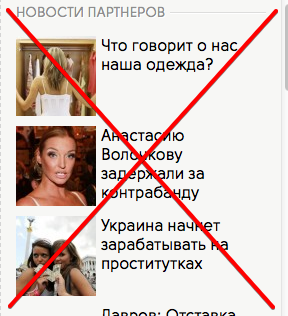 НОВОСТИ ПАРТНЕРОВ
Что говорит о нас
наша одежда?
Анастасию
Волочкову
задержали за
контрабанду
Украина начнет
зарабатывать на
проститутках
Лавров: Отставка